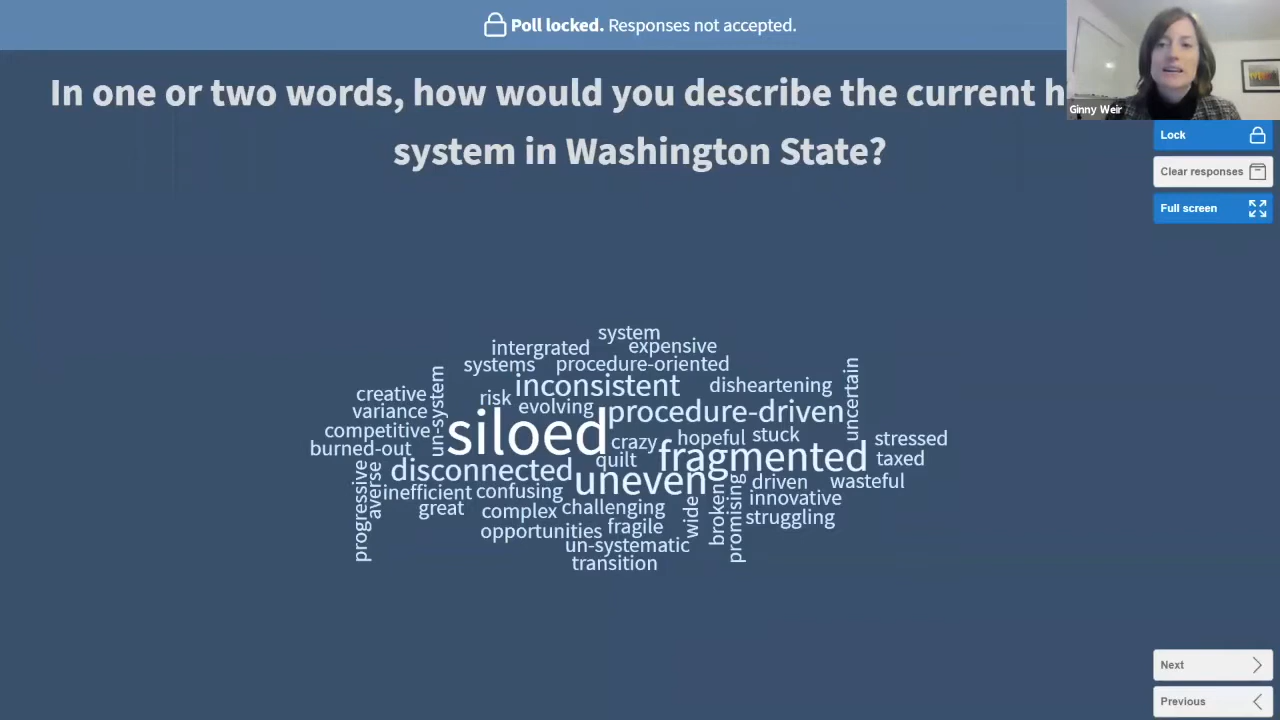 Poll locked. Responses not accepted.
In one or two words, how would you describe the current h
system in Washington State?
Ginny Weir
Lock
Clear responses
Full screen
system
intergrated
expensive
systems
procedure-oriented
inconsistent
disheartening
uncertain
creative
un-system
risk
evolving
variance
procedure-driven
competitive
siloed
crazy
hopeful
stuck
stressed
burned-out
quilt
fragmented
taxed
disconnected
uneven
driven
wasteful
progressive
averse
inefficient
confusing
wide
broken
promising
innovative
great
complex
challenging
struggling
opportunities
fragile
un-systematic
transition
Next
Previous